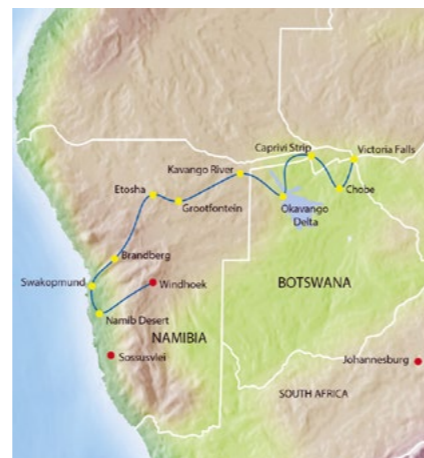 Caprivi Strip
Victoria Falls
Kavango River
Etosha
Chobe
Grootfontein
Okavango
Delta
Brandberg
Swakopmund
Windhoek
BOTSWANA
Namib Desert
NAMIBIA
Sossusvlei
Johannesburg
SOUTH AFRICA